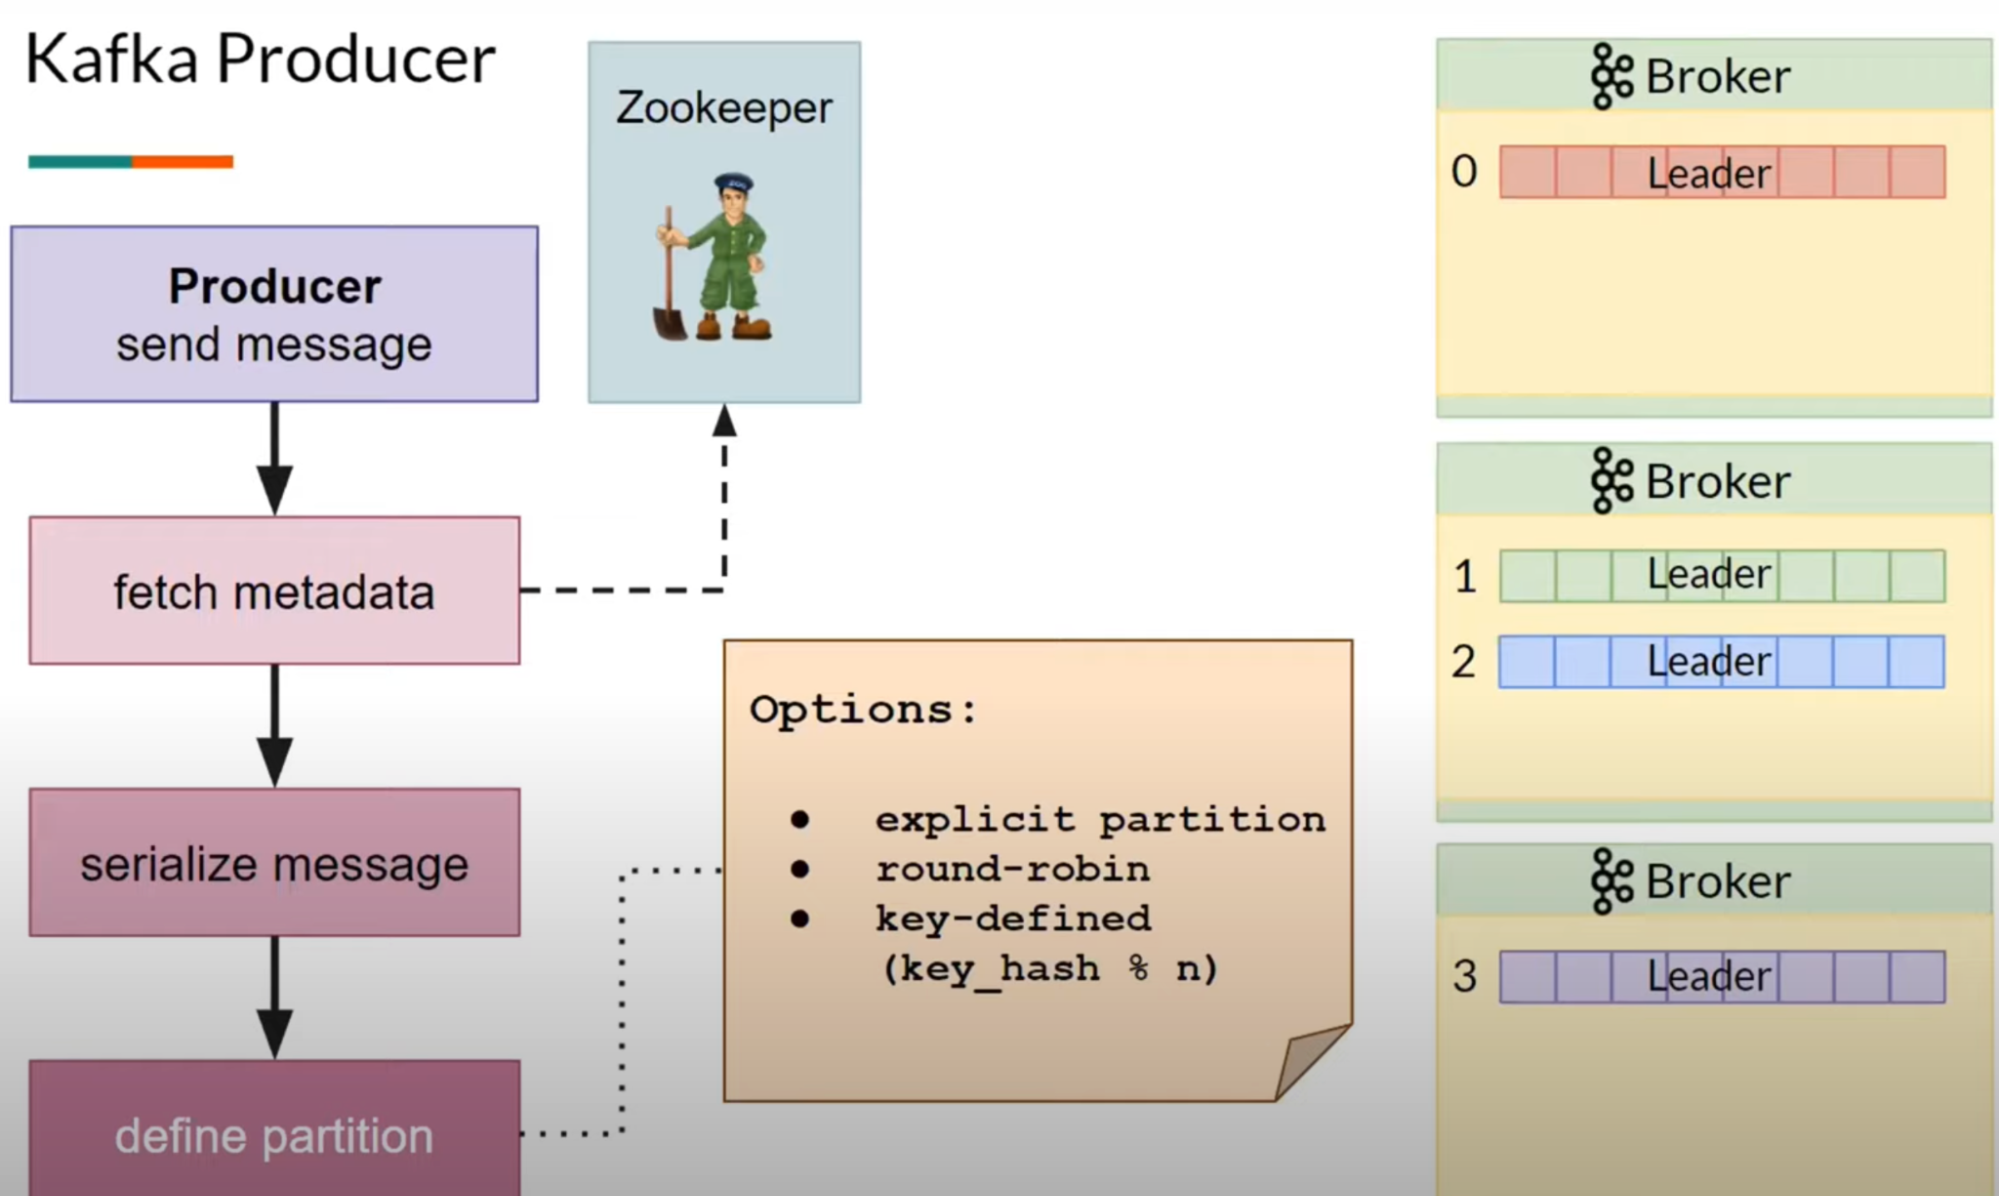 Kafka Producer
Producer
send message
fetch metadata
serialize message
define partition
Zookeeper
Options:
● explicit partition
● round-robin
● key-defined
(key_hash % n)
Broker
0 Leader
Broker
1 Leader
2 Leader
Broker
3 Leader